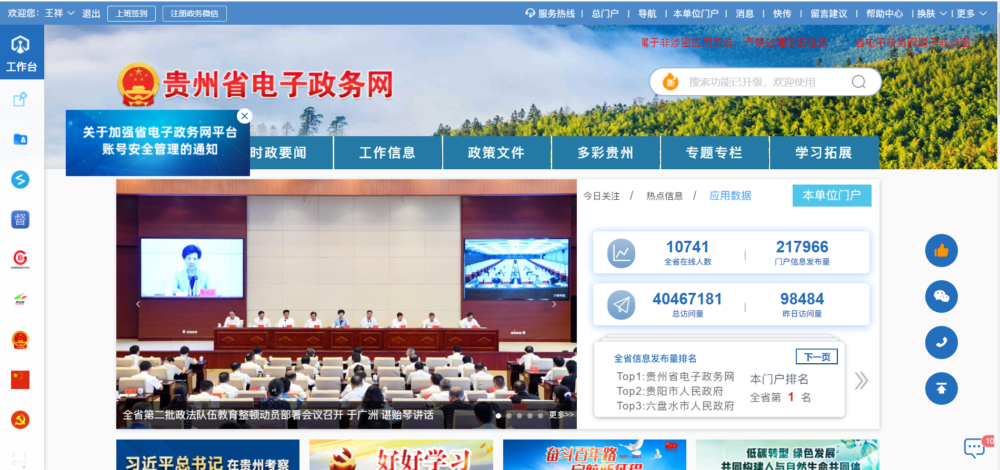 欢迎您： 王祥 退出 上班签到 注册政务微信 服务热线 | 总门户 | 导航 | 本单位门户 | 消息 | 快传 | 留言建议 | 帮助中心 | 换肤 | 更多
工作台
属于非涉密应用系统，严禁处理涉密信息 省电子政务网属于非涉密
贵州省电子政务网
新 搜索功能已升级，欢迎使用
关于加强省电子政务网平台
账号安全管理的通知
时政要闻 工作信息 政策文件 多彩贵州 专题专栏 学习拓展
督
今日关注 / 热点信息 / 应用数据 本单位门户
10741 | 217966
全省在线人数 门户信息发布量
40467181 | 98484
总访问量 昨日访问量
全省信息发布量排名 下一页
Top1:贵州省电子政务网
Top2:贵阳市人民政府
Top3:六盘水市人民政府
本门户排名
全省第 1 名
全省第二批政法队伍教育整顿动员部署会议召开 于广洲 谌贻琴讲话
更多>>
习近平总书记 在贵州考察
好好学习
奋斗百年路 1921-2021 100
启航新征程
低碳转型 绿色发展
共同构建人与自然生命共同体
10